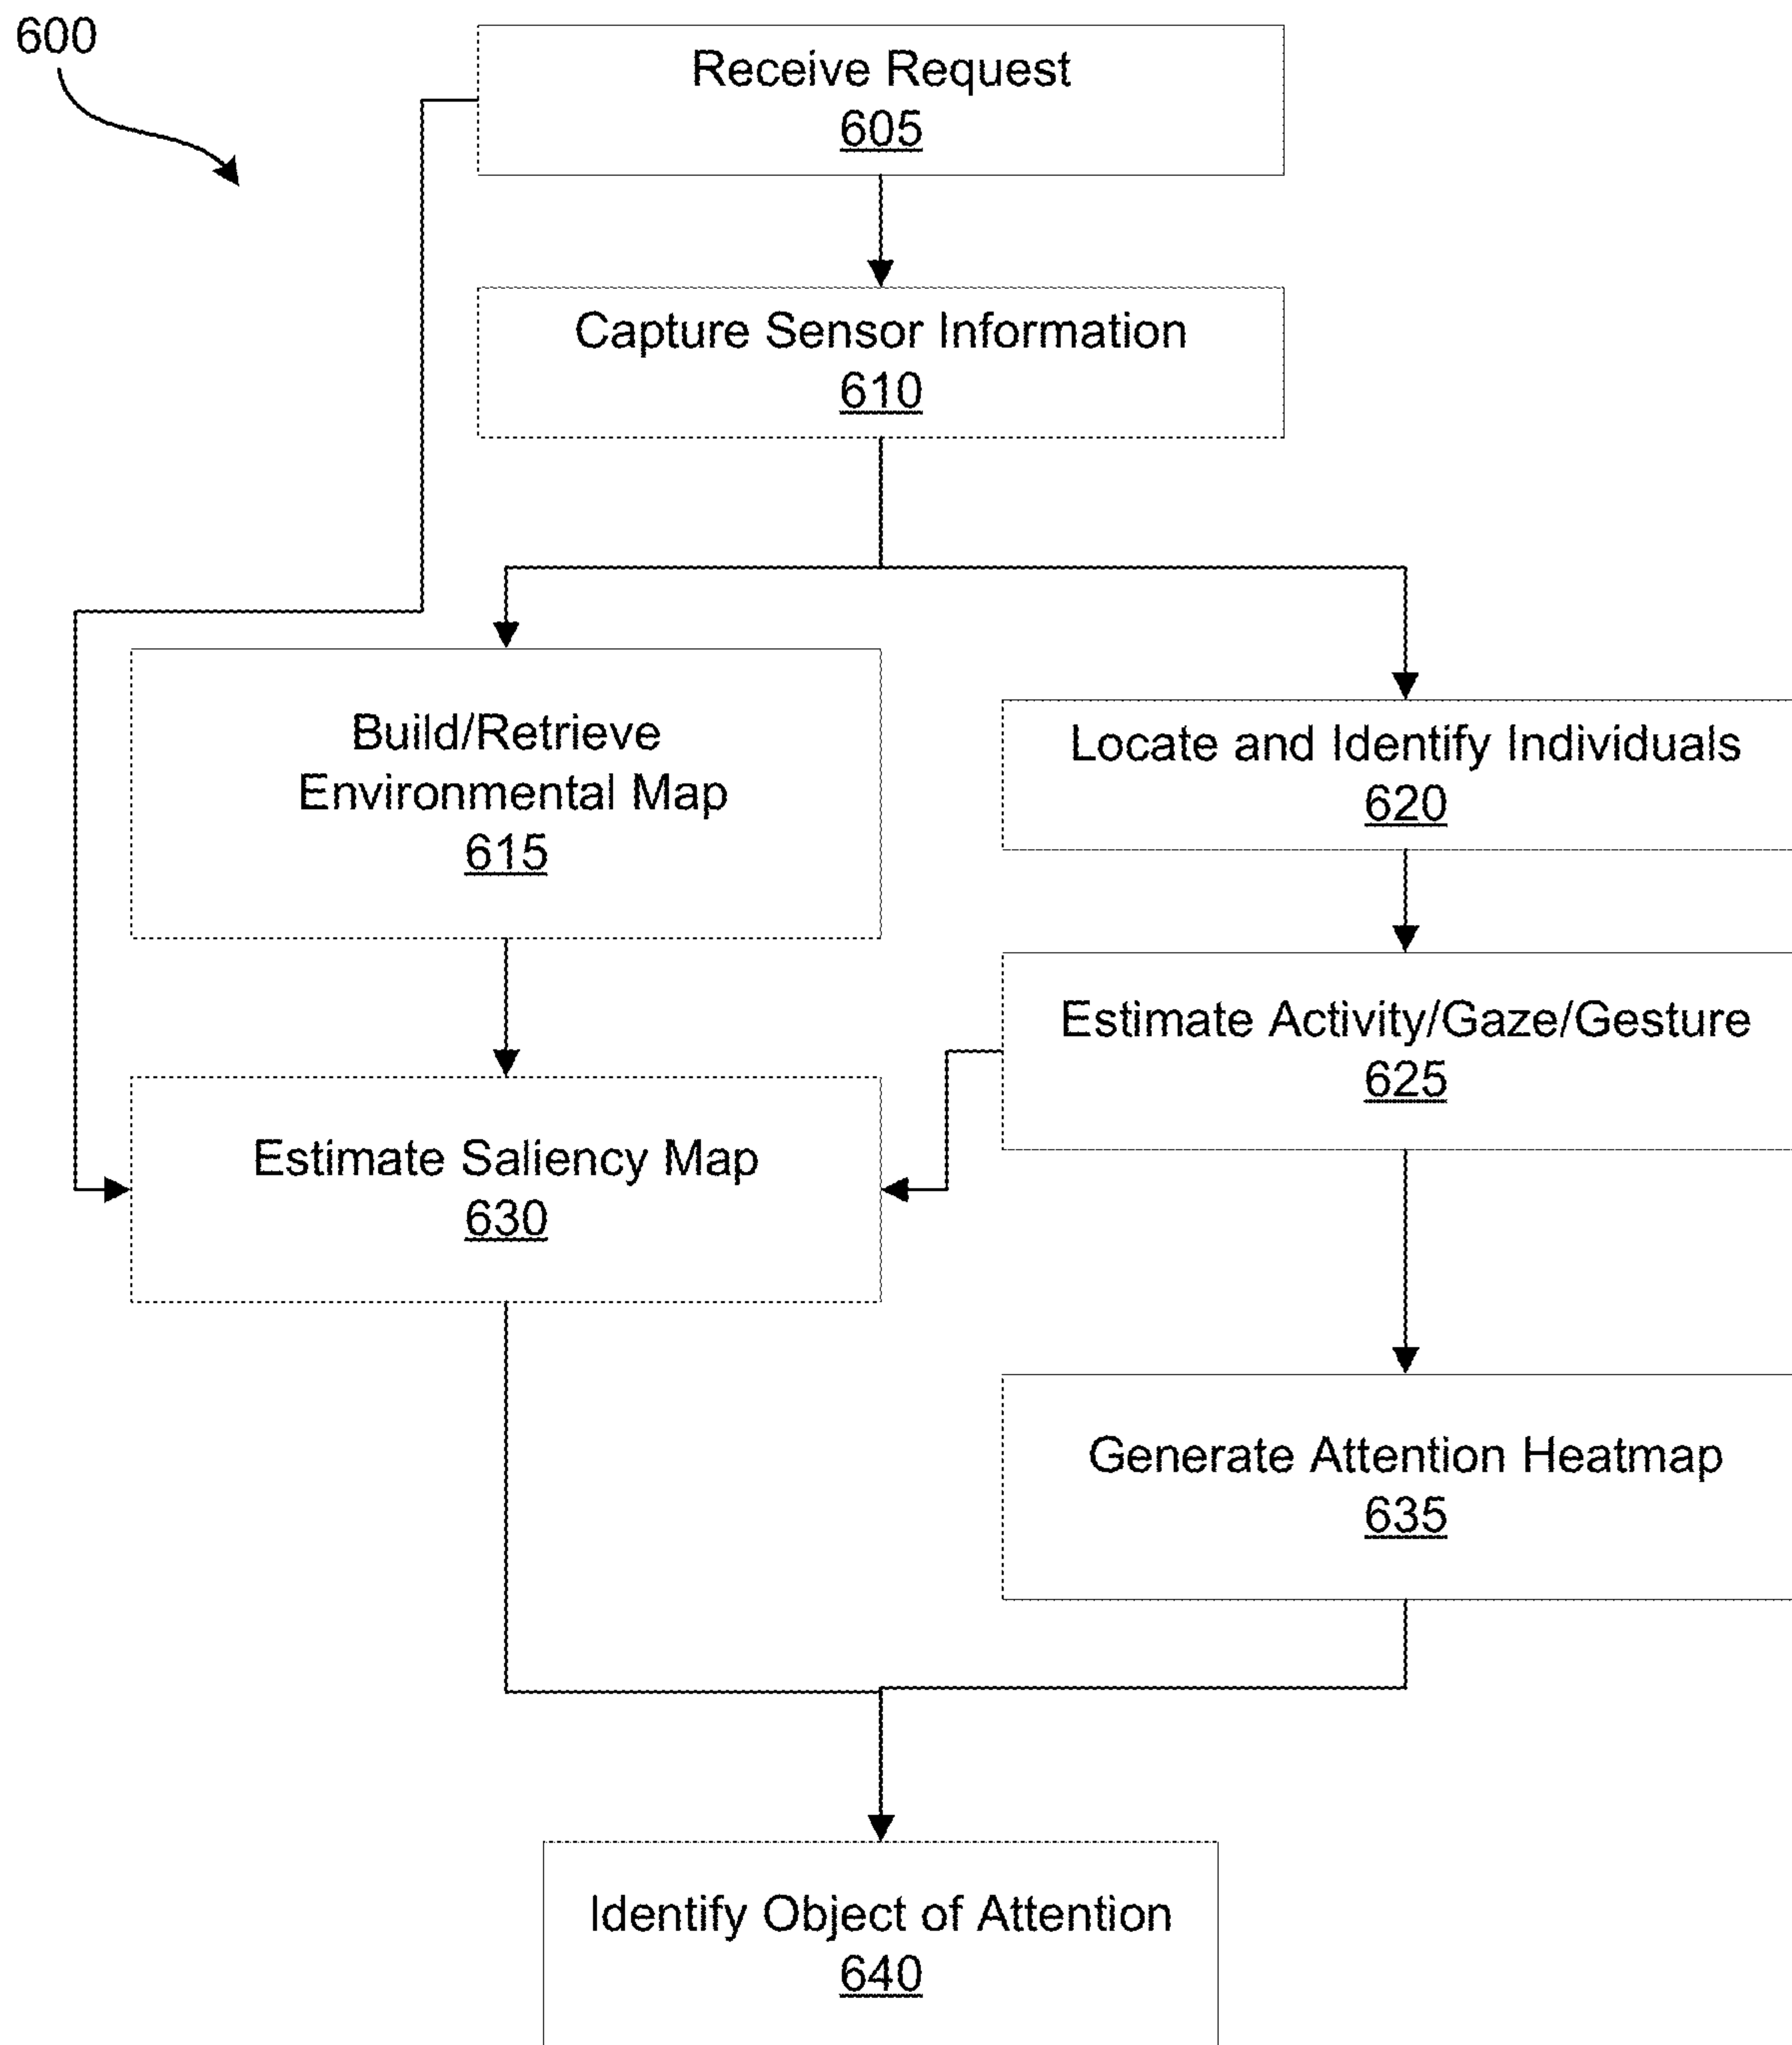 600
Receive Request
605
Capture Sensor Information
610
Build/Retrieve
Environmental Map
615
Locate and Identify Individuals
620
Estimate Activity/Gaze/Gesture
625
Estimate Saliency Map
630
Generate Attention Heatmap
635
Identify Object of Attention
640